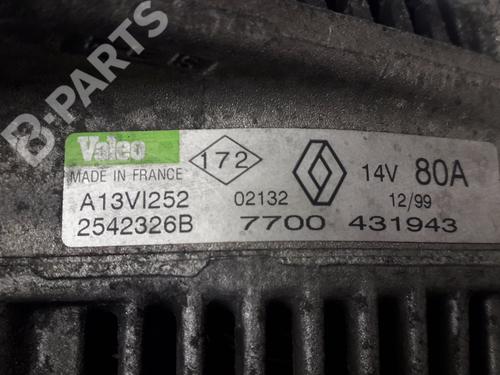 B-PARTS
Valeo
MADE IN FRANCE
172
14V 80A
A13VI252
02132
12/99
2542326B
7700 431943